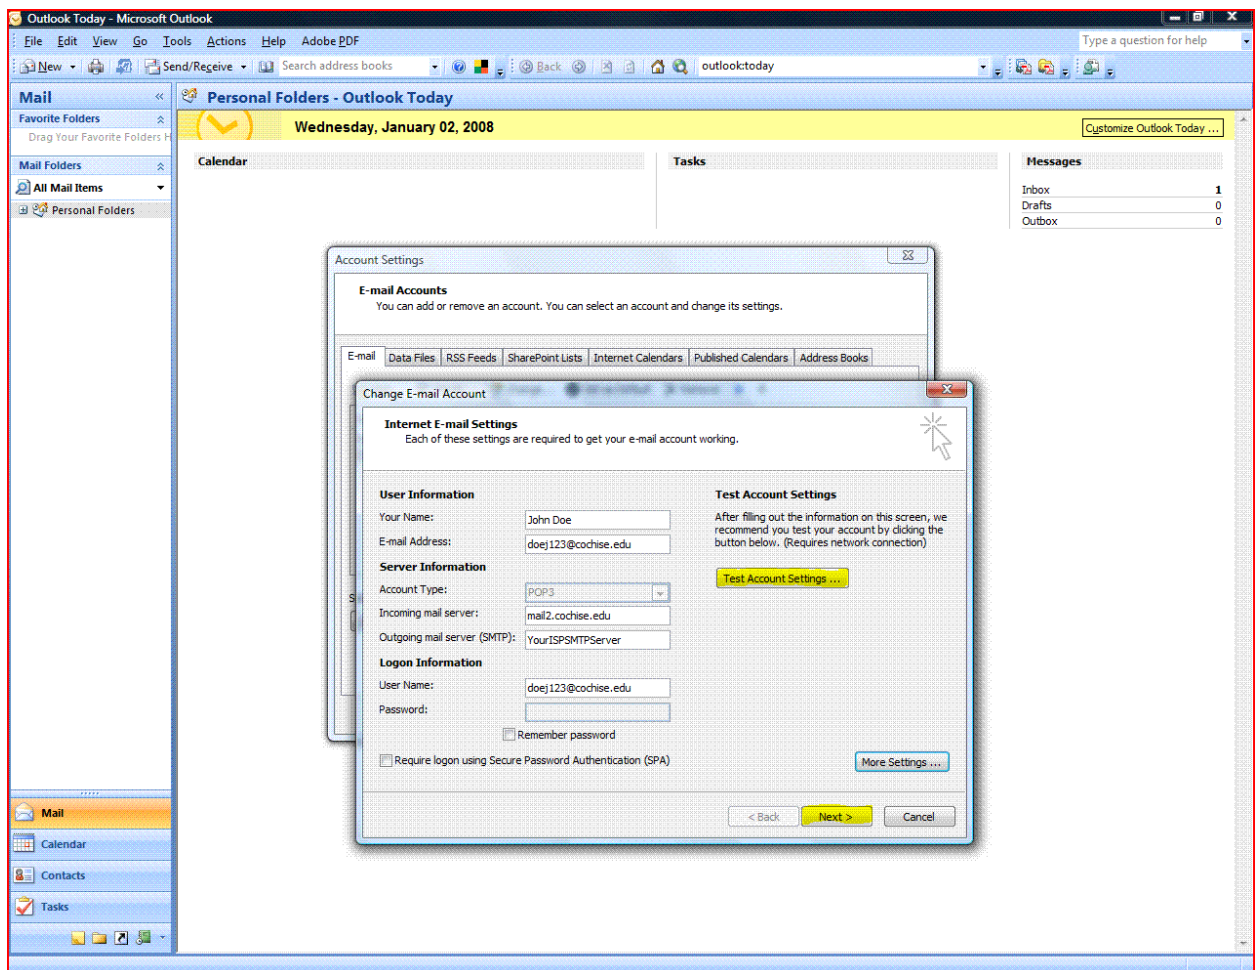 Outlook Today - Microsoft Outlook
File Edit View Go Tools Actions Help Adobe PDF
Type a question for help
New Send/Receive Search address books Back outlook:today
Mail
Personal Folders - Outlook Today
Favorite Folders
Drag Your Favorite Folders H
Wednesday, January 02, 2008
Customize Outlook Today ...
Mail Folders
All Mail Items
Personal Folders
Calendar
Tasks
Messages
Inbox 1
Drafts 0
Outbox 0
Account Settings
E-mail Accounts
You can add or remove an account. You can select an account and change its settings.
E-mail Data Files RSS Feeds SharePoint Lists Internet Calendars Published Calendars Address Books
Change E-mail Account
Internet E-mail Settings
Each of these settings are required to get your e-mail account working.
User Information
Your Name: John Doe
E-mail Address: doej123@cochise.edu
Server Information
Account Type: POP3
Incoming mail server: mail2.cochise.edu
Outgoing mail server (SMTP): YourISPSMTPServer
Logon Information
User Name: doej123@cochise.edu
Password:
Remember password
Require logon using Secure Password Authentication (SPA)
Test Account Settings
After filling out the information on this screen, we
recommend you test your account by clicking the
button below. (Requires network connection)
Test Account Settings ...
More Settings ...
< Back Next > Cancel
Mail
Calendar
Contacts
Tasks